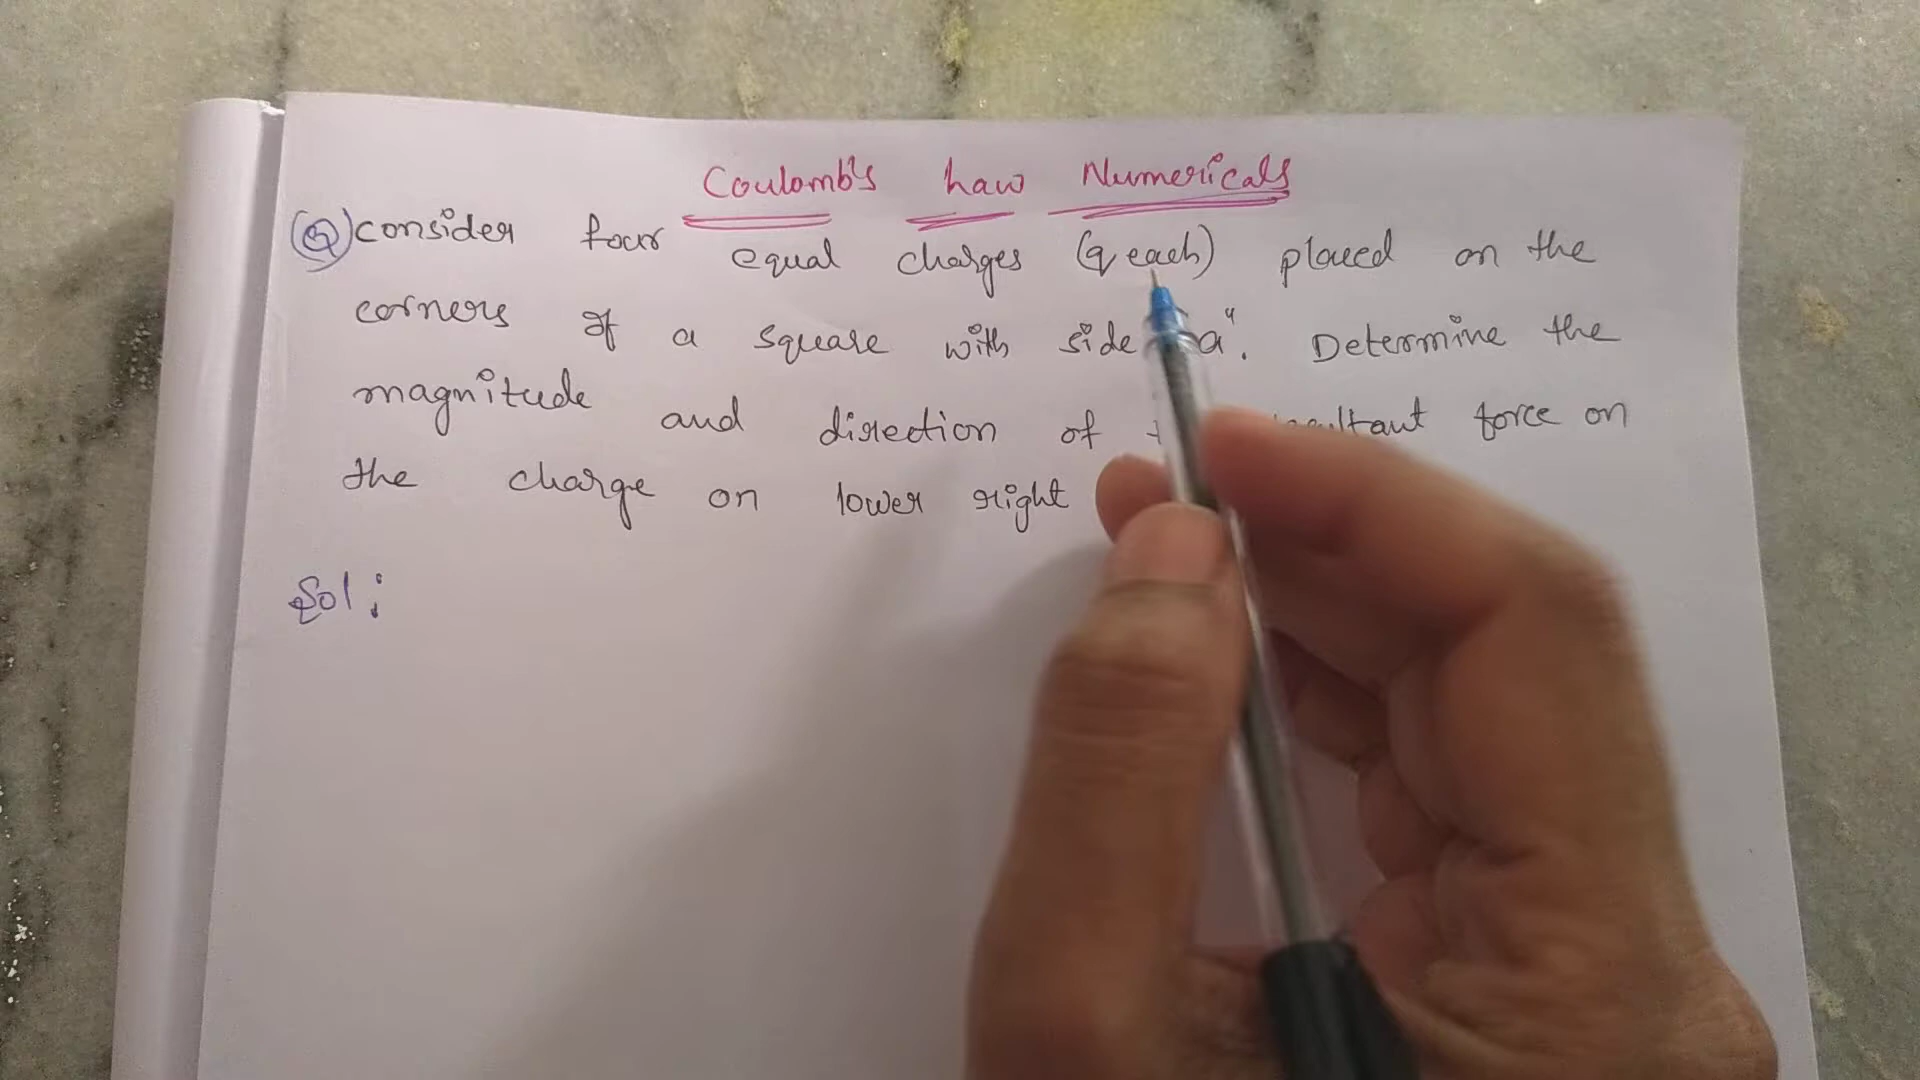 Coulomb's Law Numericals
(Q) consider four equal charges (q each) placed on the
corners of a square with side a". Determine the
magnitude and direction of force on
the charge on lower right
Sol :